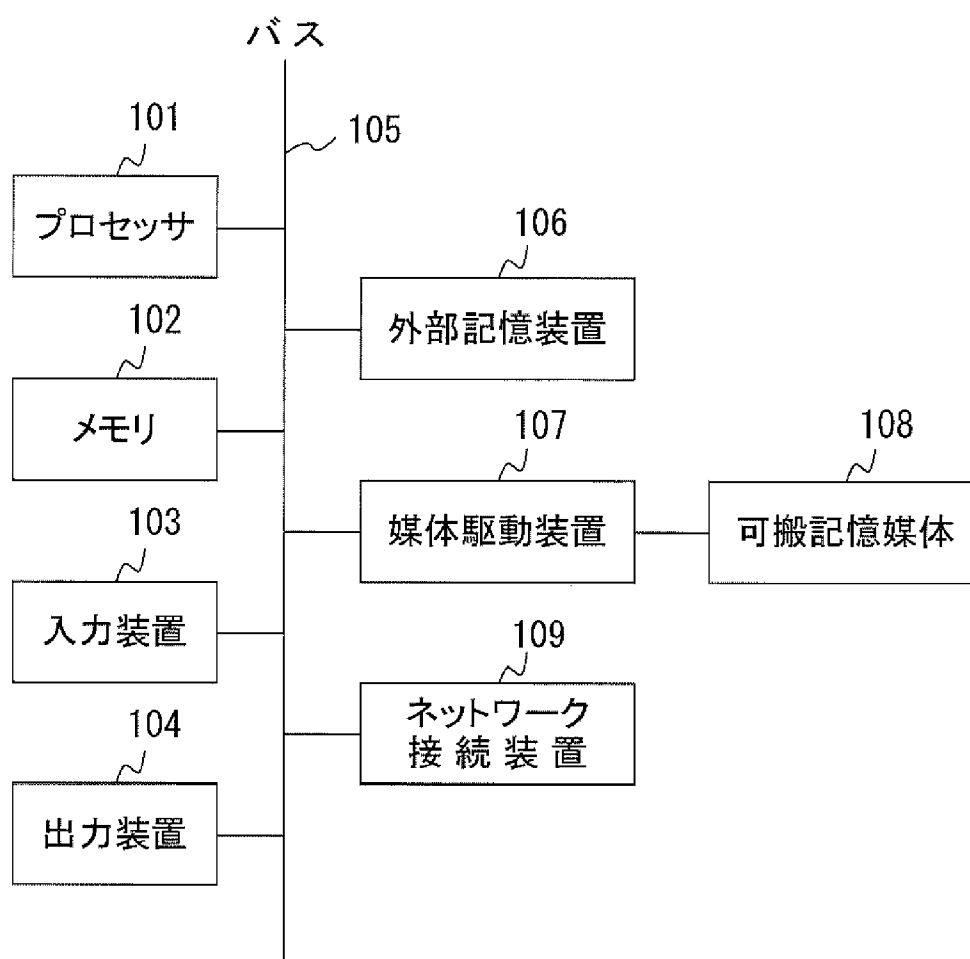 バス
105
101
プロセッサ
106
外部記憶装置
102
メモリ
107
媒体駆動装置
108
可搬記憶媒体
103
入力装置
109
ネットワーク
接続装置
104
出力装置